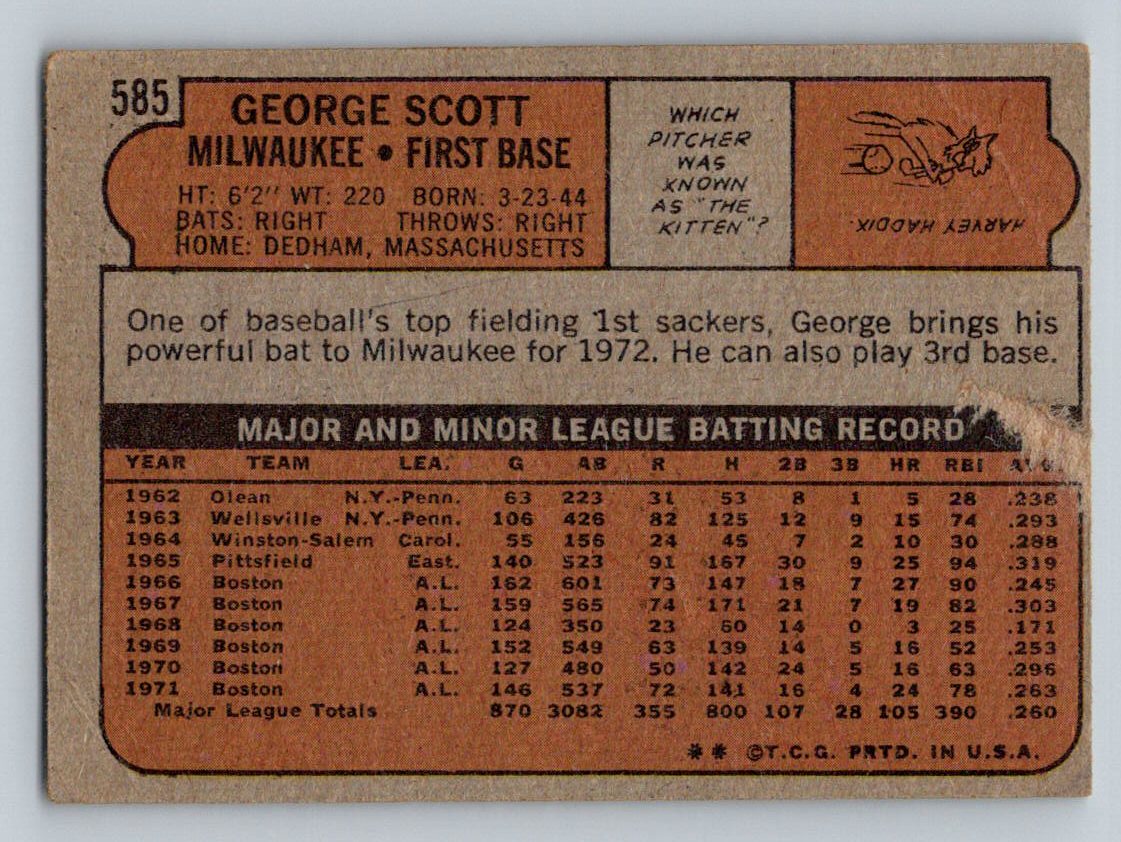 585
GEORGE SCOTT
MILWAUKEE • FIRST BASE
HT: 6'2" WT: 220 BORN: 3-23-44
BATS: RIGHT THROWS: RIGHT
HOME: DEDHAM, MASSACHUSETTS
WHICH
PITCHER
WAS
KNOWN
AS "THE
KITTEN"?
HARVEY HADDIX.
One of baseball's top fielding 1st sackers, George brings his
powerful bat to Milwaukee for 1972. He can also play 3rd base.
MAJOR AND MINOR LEAGUE BATTING RECORD
YEAR TEAM LEA. G AB R H 2B 3B HR RBI AVG.
1962 Olean N.Y.-Penn. 63 223 31 53 8 1 5 28 .238
1963 Wellsville N.Y.-Penn. 106 426 82 125 12 9 15 74 .293
1964 Winston-Salem Carol. 55 156 24 45 7 2 10 30 .288
1965 Pittsfield East. 140 523 91 167 30 9 25 94 .319
1966 Boston A.L. 162 601 73 147 18 7 27 90 .245
1967 Boston A.L. 159 565 74 171 21 7 19 82 .303
1968 Boston A.L. 124 350 23 60 14 0 3 25 .171
1969 Boston A.L. 152 549 63 139 14 5 16 52 .253
1970 Boston A.L. 127 480 50 142 24 5 16 63 .296
1971 Boston A.L. 146 537 72 141 16 4 24 78 .263
Major League Totals 870 3082 355 800 107 28 105 390 .260
** ©T.C.G. PRTD. IN U.S.A.